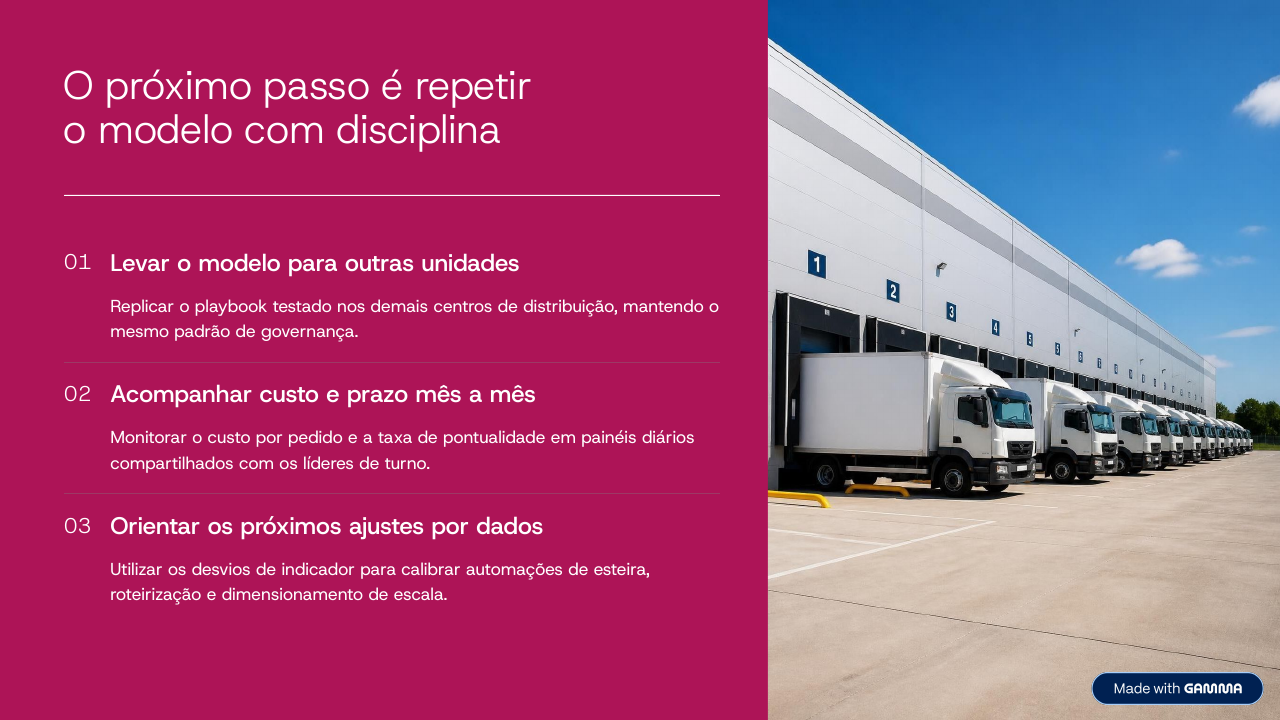 O próximo passo é repetir
o modelo com disciplina
01 Levar o modelo para outras unidades
Replicar o playbook testado nos demais centros de distribuição, mantendo o
mesmo padrão de governança.
02 Acompanhar custo e prazo mês a mês
Monitorar o custo por pedido e a taxa de pontualidade em painéis diários
compartilhados com os líderes de turno.
03 Orientar os próximos ajustes por dados
Utilizar os desvios de indicador para calibrar automações de esteira,
roteirização e dimensionamento de escala.
1
2
3
4
5
Made with GAMMA